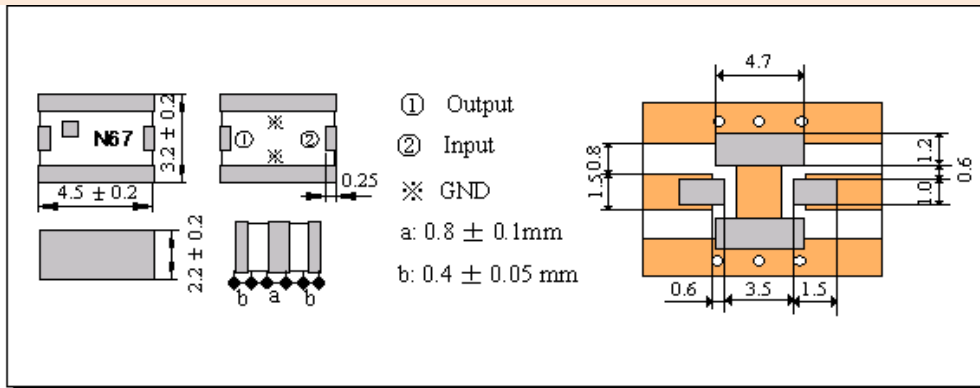 N67
3.2 ± 0.2
4.5 ± 0.2
2.2 ± 0.2
※
① ②
※
0.25
b a b
① Output
② Input
※ GND
a: 0.8 ± 0.1mm
b: 0.4 ± 0.05 mm
4.7
0.8
1.5
1.2
0.6
1.0
0.6 3.5 1.5